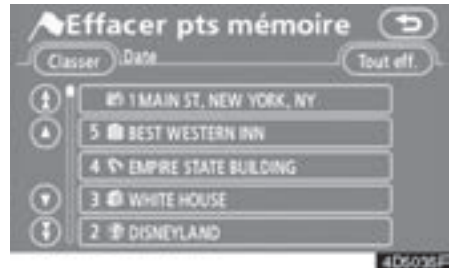 Effacer pts mémoire
Classer Date Tout eff.
1 MAIN ST, NEW YORK, NY
5 BEST WESTERN INN
4 EMPIRE STATE BUILDING
3 WHITE HOUSE
2 DISNEYLAND
4D5035F